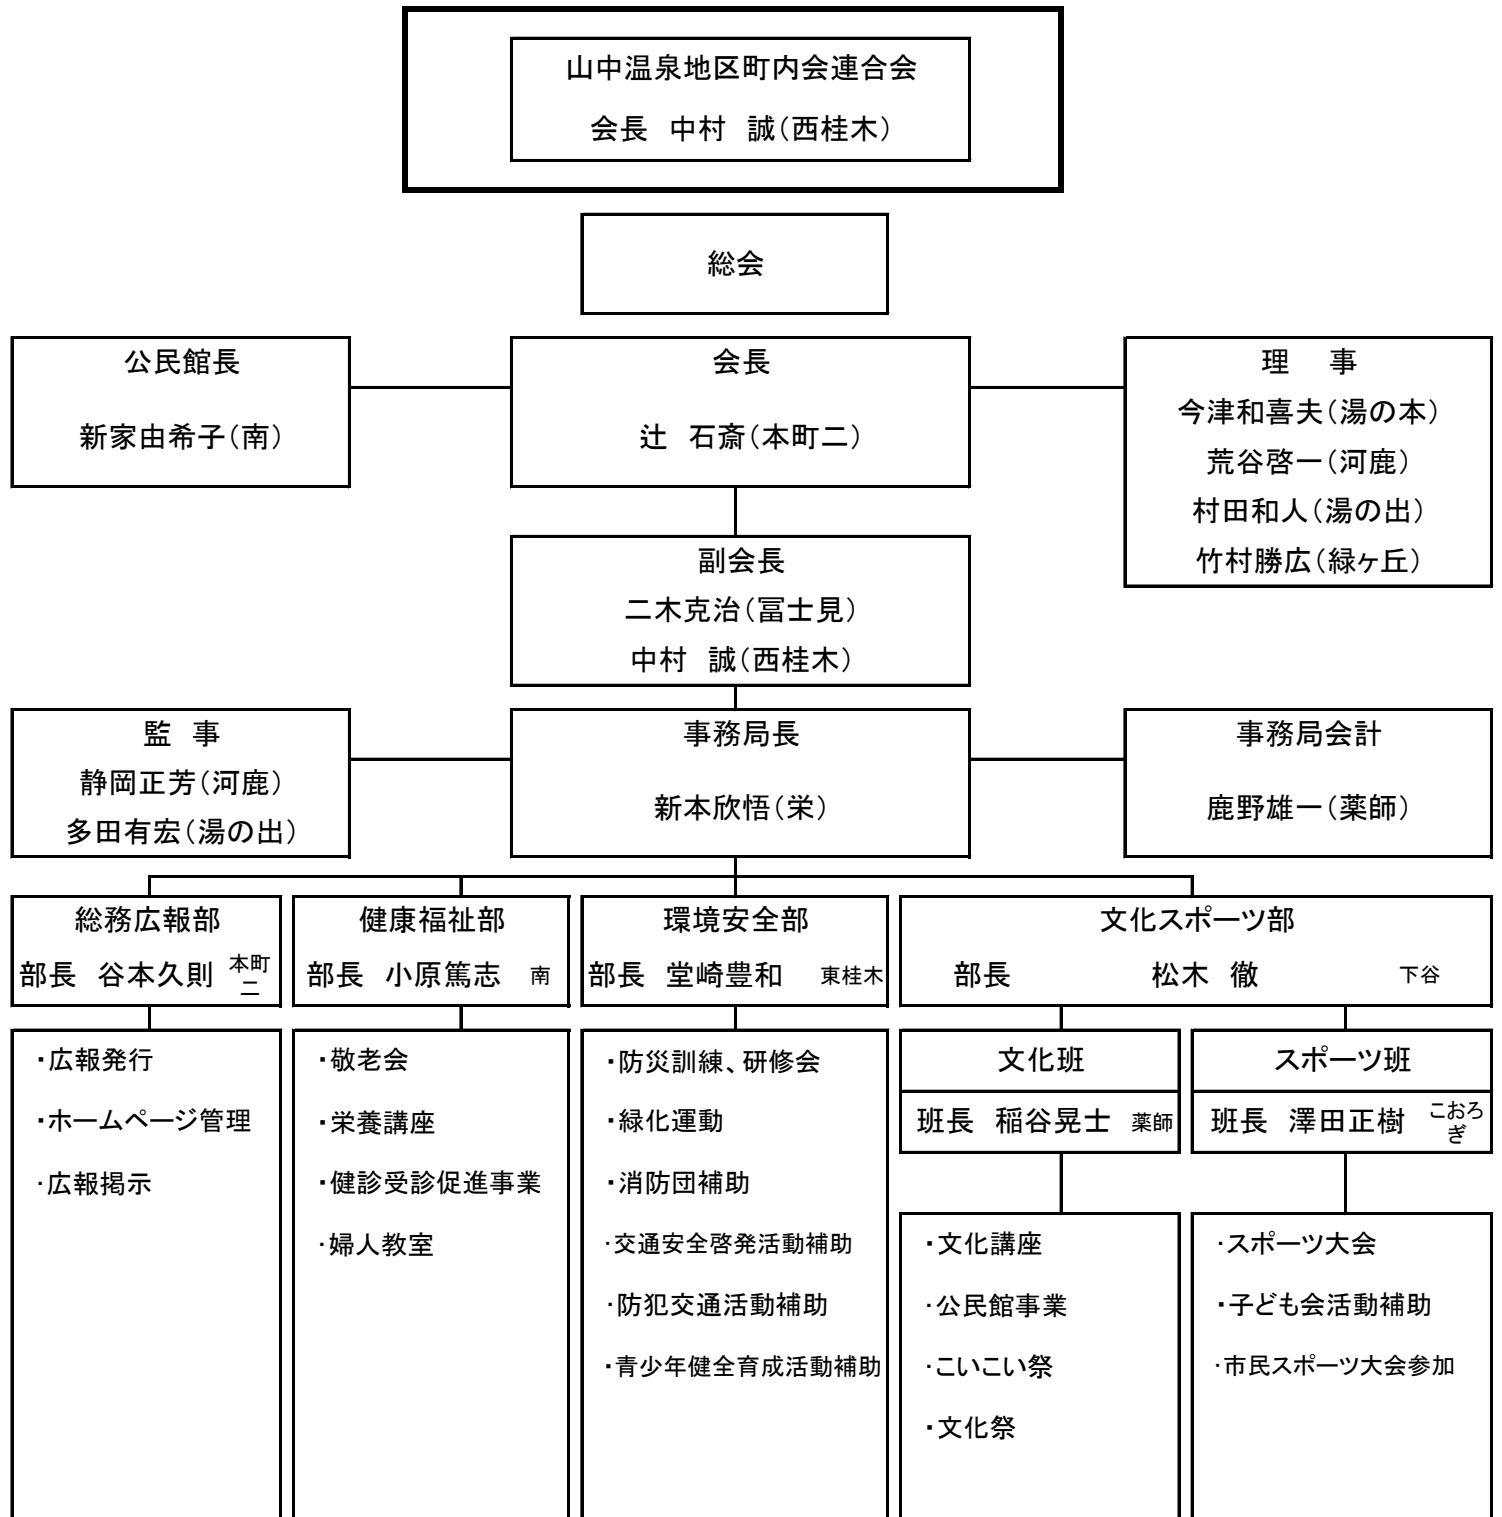 山中温泉地区町内会連合会
会長 中村 誠(西桂木)
総会
公民館長
新家由希子(南)
会長
辻 石斎(本町二)
理 事
今津和喜夫(湯の本)
荒谷啓一(河鹿)
村田和人(湯の出)
竹村勝広(緑ヶ丘)
副会長
二木克治(冨士見)
中村 誠(西桂木)
監 事
静岡正芳(河鹿)
多田有宏(湯の出)
事務局長
新本欣悟(栄)
事務局会計
鹿野雄一(薬師)
総務広報部
部長 谷本久則 本町
二
健康福祉部
部長 小原篤志 南
環境安全部
部長 堂崎豊和 東桂木
文化スポーツ部
部長 松木 徹 下谷
・広報発行
・ホームページ管理
・広報掲示
・敬老会
・栄養講座
・健診受診促進事業
・婦人教室
・防災訓練、研修会
・緑化運動
・消防団補助
・交通安全啓発活動補助
・防犯交通活動補助
・青少年健全育成活動補助
文化班
班長 稲谷晃士 薬師
・文化講座
・公民館事業
・こいこい祭
・文化祭
スポーツ班
班長 澤田正樹 こおろ
ぎ
・スポーツ大会
・子ども会活動補助
・市民スポーツ大会参加